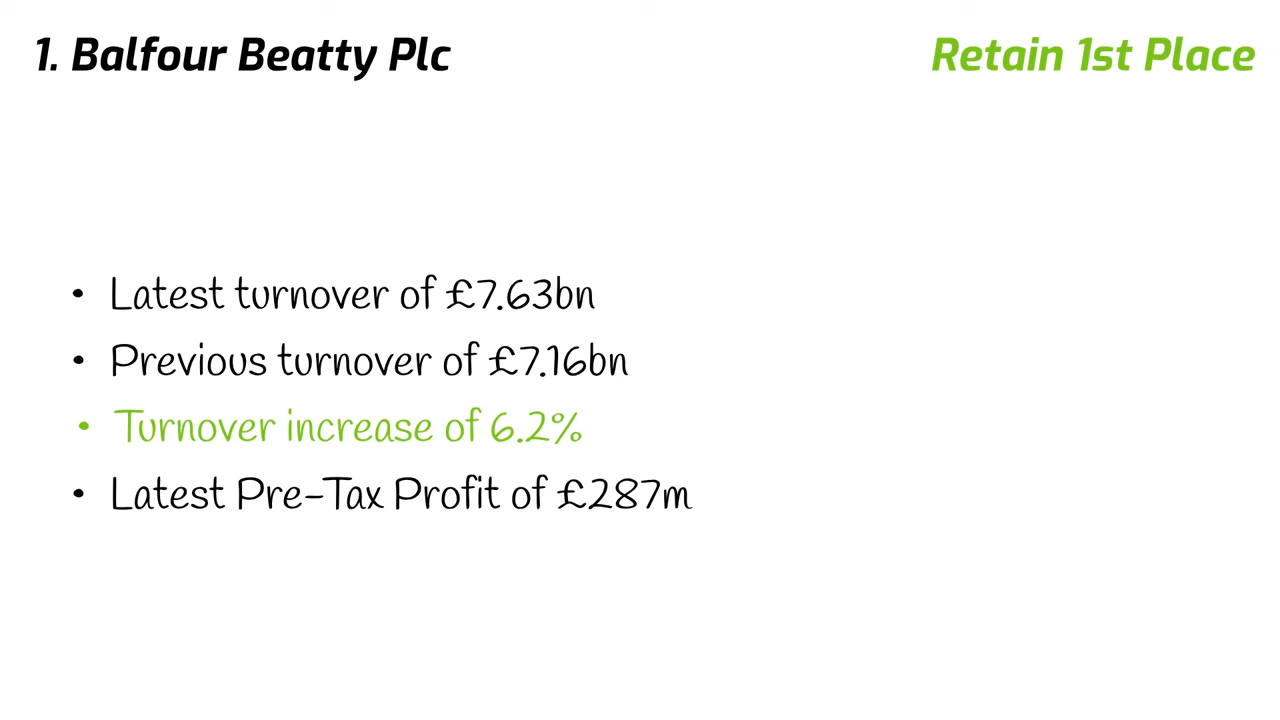 1. Balfour Beatty Plc
Retain 1st Place
• Latest turnover of £7.63bn
• Previous turnover of £7.16bn
• Turnover increase of 6.2%
• Latest Pre-Tax Profit of £287m